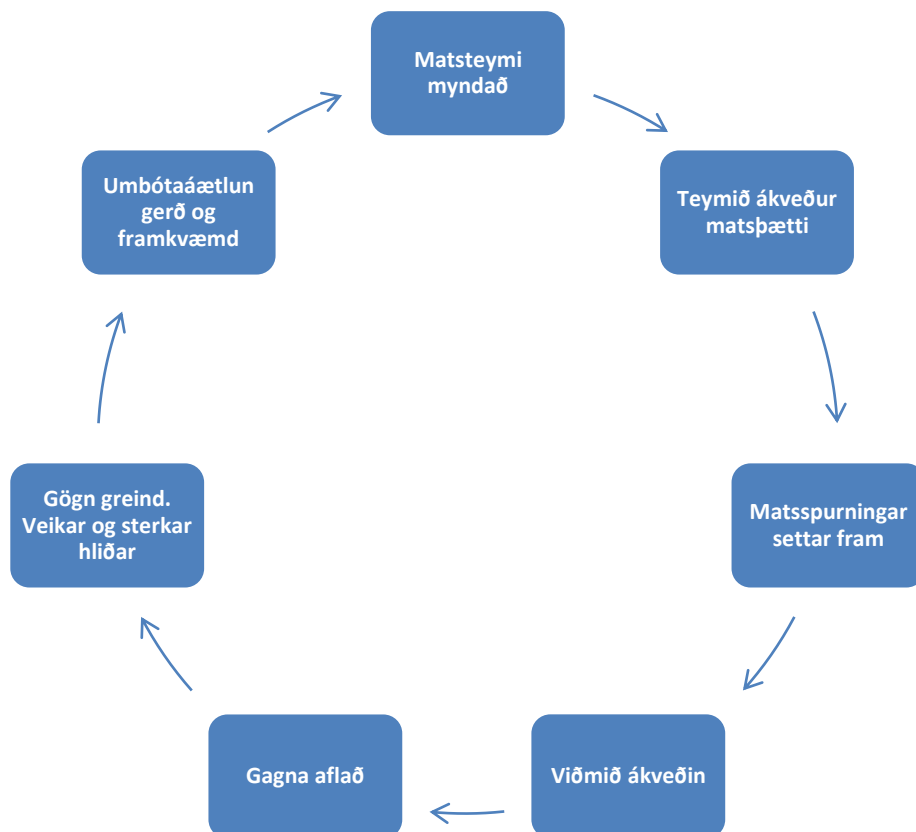 Matsteymi
myndað
Teymið ákveður
matsþætti
Matsspurningar
settar fram
Viðmið ákveðin
Gagna aflað
Gögn greind.
Veikar og sterkar
hliðar
Umbótaáætlun
gerð og
framkvæmd